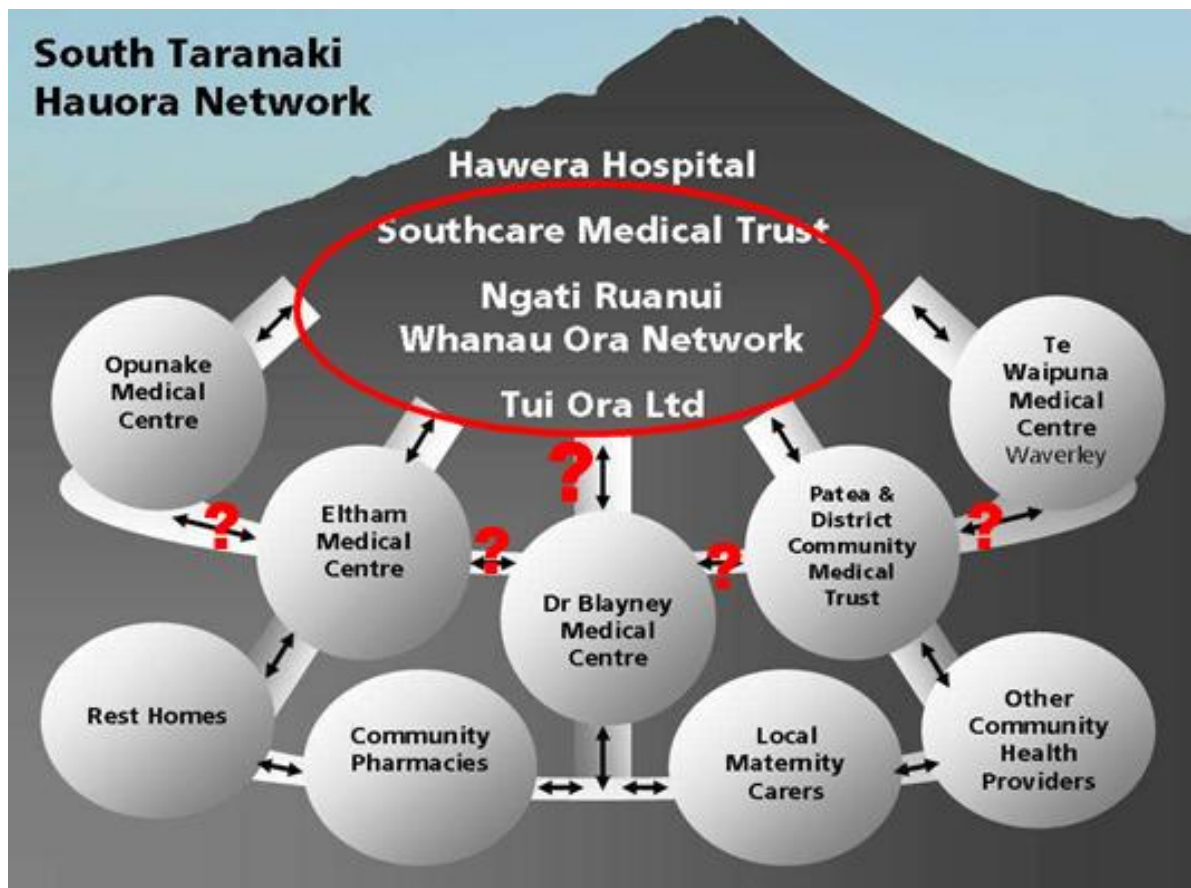 South Taranaki
Hauora Network
Hawera Hospital
Southcare Medical Trust
Ngati Ruanui
Whanau Ora Network
Tui Ora Ltd
Opunake
Medical
Centre
Te
Waipuna
Medical
Centre
Waverley
?
?
Eltham
Medical
Centre
?
?
?
Patea &
District
Community
Medical
Trust
Dr Blayney
Medical
Centre
Rest Homes
Community
Pharmacies
Local
Maternity
Carers
Other
Community
Health
Providers